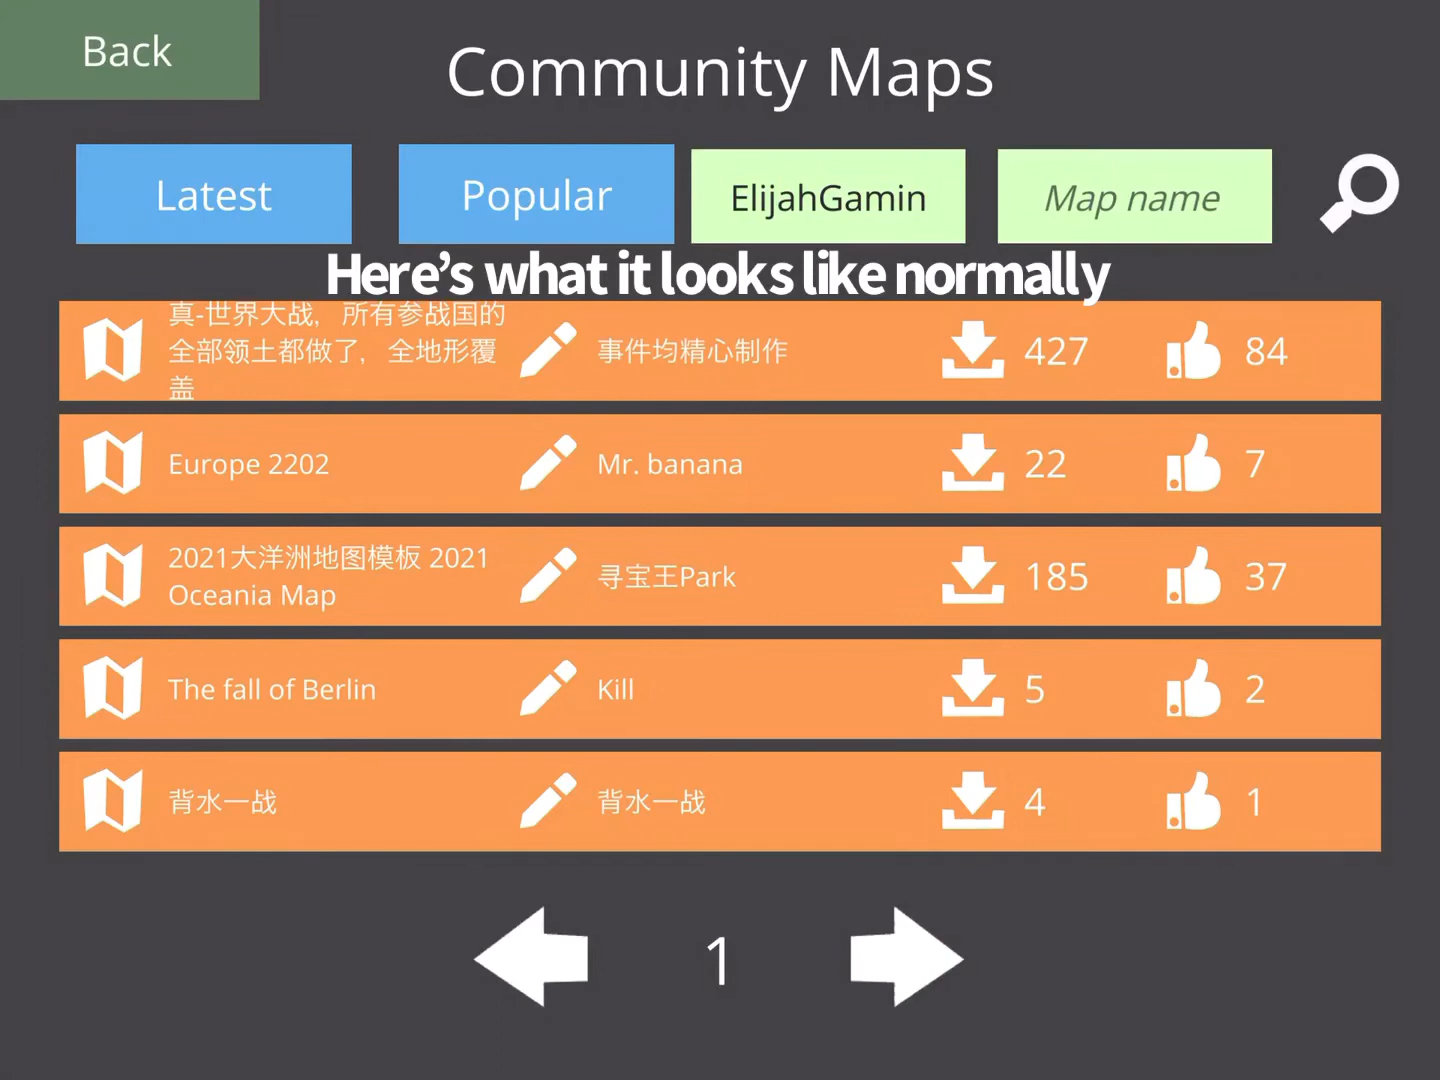 Back
Community Maps
Latest
Popular
ElijahGamin
Map name
Here's what it looks like normally
真-世界大战，所有参战国的
全部领土都做了，全地形覆
盖
事件均精心制作
427
84
Europe 2202
Mr. banana
22
7
2021大洋洲地图模板 2021
Oceania Map
寻宝王Park
185
37
The fall of Berlin
Kill
5
2
背水一战
背水一战
4
1
1